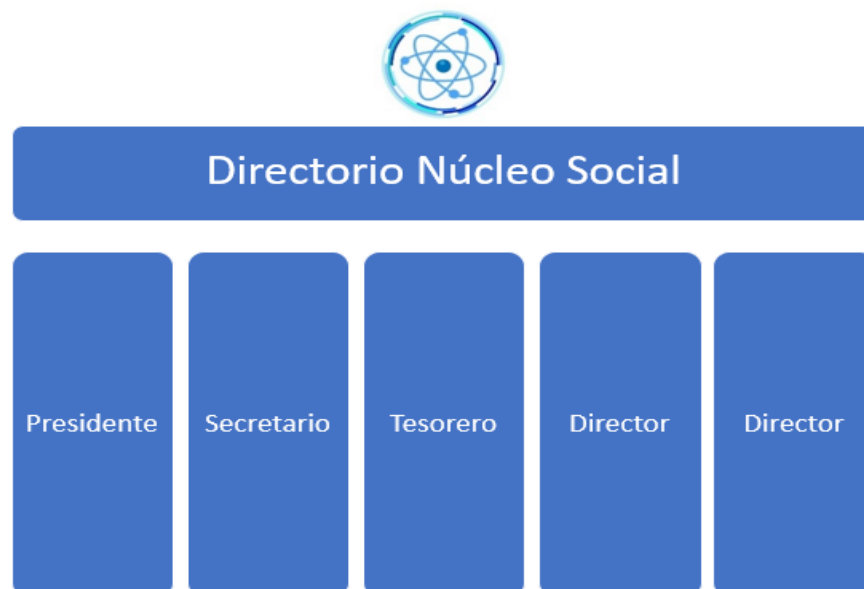 Directorio Núcleo Social
Presidente
Secretario
Tesorero
Director
Director